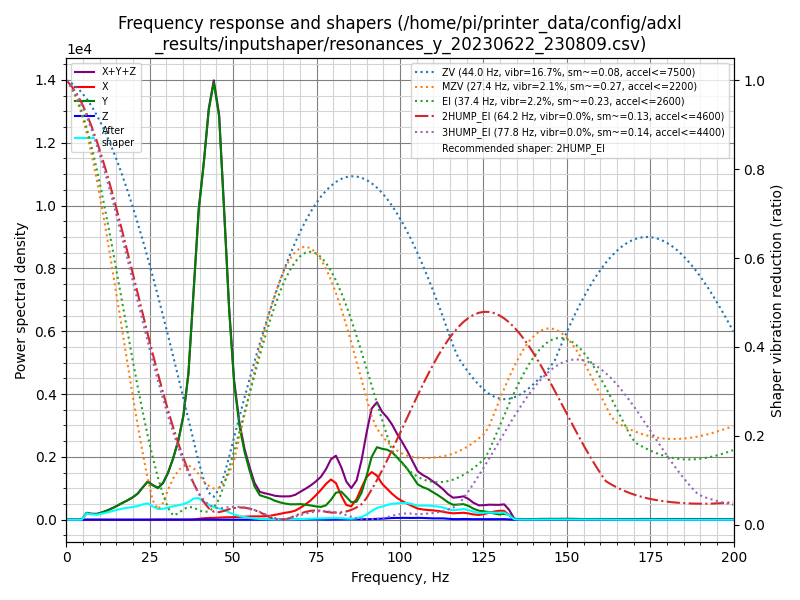 Frequency response and shapers (/home/pi/printer_data/config/adxl
_results/inputshaper/resonances_y_20230622_230809.csv)
1e4
X+Y+Z
X
Y
Z
After
shaper
ZV (44.0 Hz, vibr=16.7%, sm~=0.08, accel<=7500)
MZV (27.4 Hz, vibr=2.1%, sm~=0.27, accel<=2200)
EI (37.4 Hz, vibr=2.2%, sm~=0.23, accel<=2600)
2HUMP_EI (64.2 Hz, vibr=0.0%, sm~=0.13, accel<=4600)
3HUMP_EI (77.8 Hz, vibr=0.0%, sm~=0.14, accel<=4400)
Recommended shaper: 2HUMP_EI
Power spectral density
1.4
1.2
1.0
0.8
0.6
0.4
0.2
0.0
1.0
0.8
0.6
0.4
0.2
0.0
Shaper vibration reduction (ratio)
0 25 50 75 100 125 150 175 200
Frequency, Hz